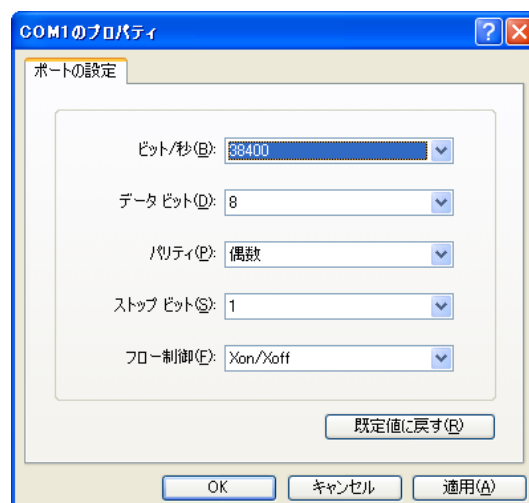 COM1のプロパティ
ポートの設定
ビット/秒(B): 38400
データ ビット(D): 8
パリティ(P): 偶数
ストップ ビット(S): 1
フロー制御(F): Xon/Xoff
既定値に戻す(R)
OK キャンセル 適用(A)